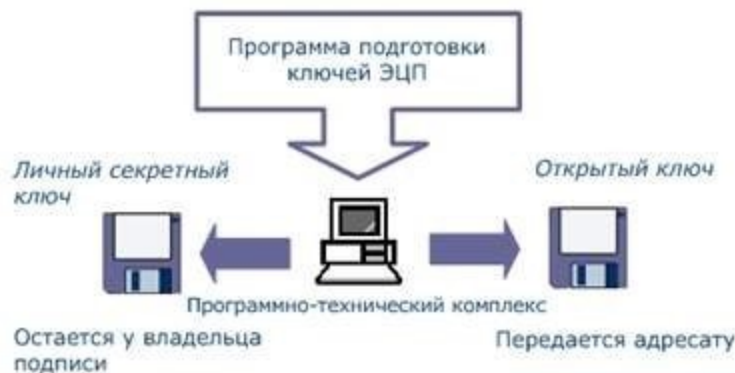 Программа подготовки
ключей ЭЦП
Личный секретный
ключ
Открытый ключ
Программно-технический комплекс
Остается у владельца
подписи
Передается адресату